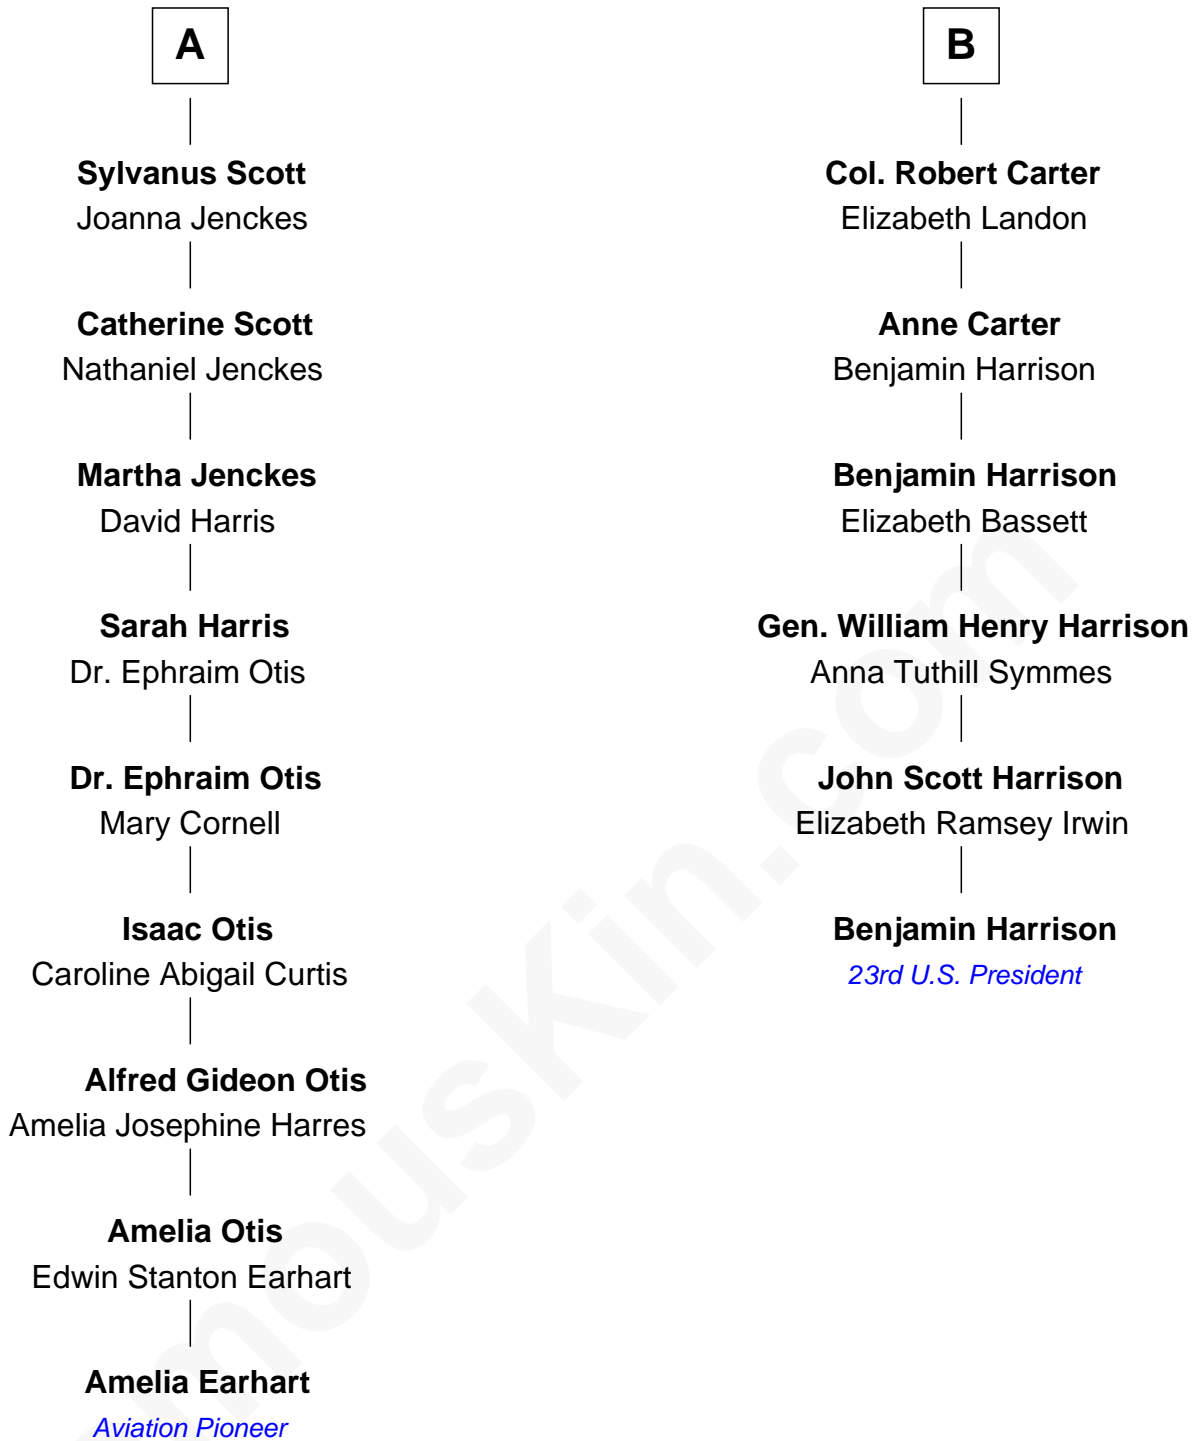 A
Sylvanus Scott
Joanna Jenckes
Catherine Scott
Nathaniel Jenckes
Martha Jenckes
David Harris
Sarah Harris
Dr. Ephraim Otis
Dr. Ephraim Otis
Mary Cornell
Isaac Otis
Caroline Abigail Curtis
Alfred Gideon Otis
Amelia Josephine Harres
Amelia Otis
Edwin Stanton Earhart
Amelia Earhart
Aviation Pioneer
B
Col. Robert Carter
Elizabeth Landon
Anne Carter
Benjamin Harrison
Benjamin Harrison
Elizabeth Bassett
Gen. William Henry Harrison
Anna Tuthill Symmes
John Scott Harrison
Elizabeth Ramsey Irwin
Benjamin Harrison
23rd U.S. President
mouskin.com